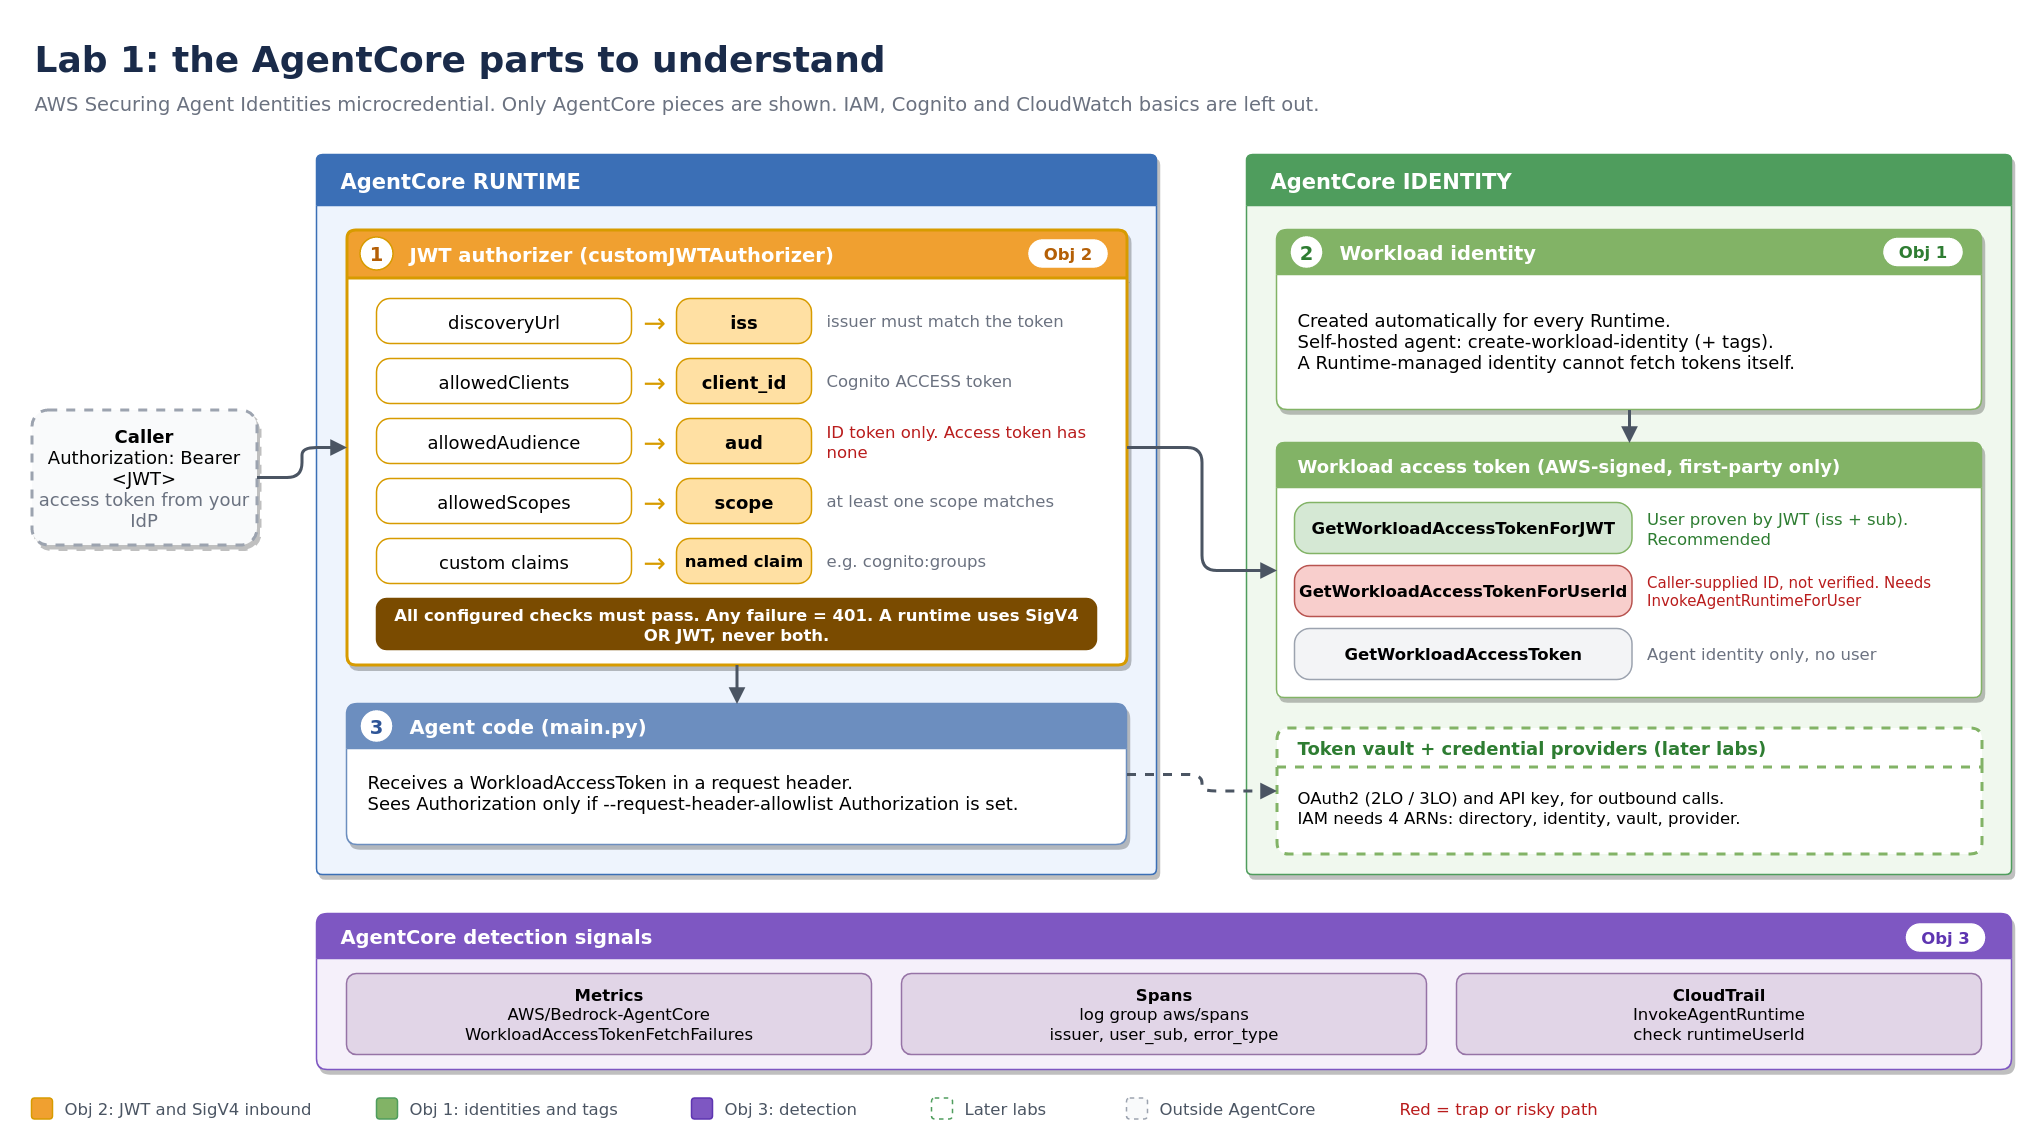 Lab 1: the AgentCore parts to understand
AWS Securing Agent Identities microcredential. Only AgentCore pieces are shown. IAM, Cognito and CloudWatch basics are left out.
Caller
Authorization: Bearer
<JWT>
access token from your
IdP
AgentCore RUNTIME
1 JWT authorizer (customJWTAuthorizer) Obj 2
discoveryUrl → iss issuer must match the token
allowedClients → client_id Cognito ACCESS token
allowedAudience → aud ID token only. Access token has
none
allowedScopes → scope at least one scope matches
custom claims → named claim e.g. cognito:groups
All configured checks must pass. Any failure = 401. A runtime uses SigV4
OR JWT, never both.
3 Agent code (main.py)
Receives a WorkloadAccessToken in a request header.
Sees Authorization only if --request-header-allowlist Authorization is set.
AgentCore IDENTITY
2 Workload identity Obj 1
Created automatically for every Runtime.
Self-hosted agent: create-workload-identity (+ tags).
A Runtime-managed identity cannot fetch tokens itself.
Workload access token (AWS-signed, first-party only)
GetWorkloadAccessTokenForJWT
User proven by JWT (iss + sub).
Recommended
GetWorkloadAccessTokenForUserId
Caller-supplied ID, not verified. Needs
InvokeAgentRuntimeForUser
GetWorkloadAccessToken Agent identity only, no user
Token vault + credential providers (later labs)
OAuth2 (2LO / 3LO) and API key, for outbound calls.
IAM needs 4 ARNs: directory, identity, vault, provider.
AgentCore detection signals Obj 3
Metrics
AWS/Bedrock-AgentCore
WorkloadAccessTokenFetchFailures
Spans
log group aws/spans
issuer, user_sub, error_type
CloudTrail
InvokeAgentRuntime
check runtimeUserId
Obj 2: JWT and SigV4 inbound
Obj 1: identities and tags
Obj 3: detection
Later labs
Outside AgentCore
Red = trap or risky path